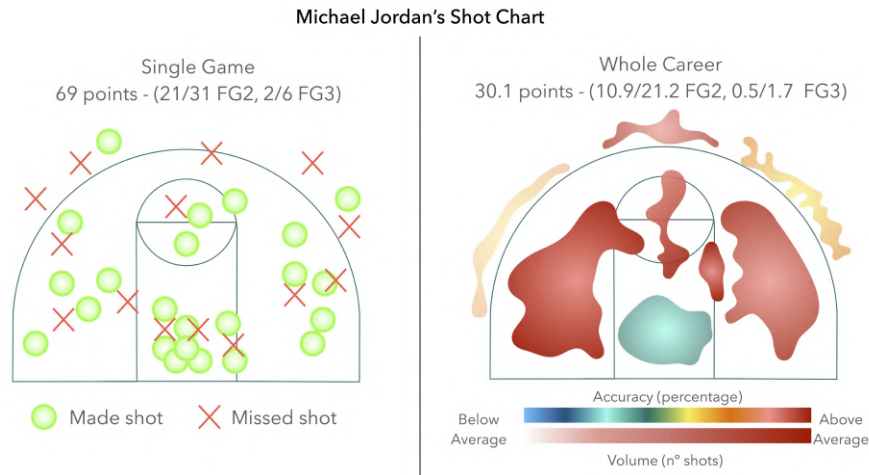 Michael Jordan's Shot Chart
Single Game
69 points - (21/31 FG2, 2/6 FG3)
Made shot
Missed shot
Whole Career
30.1 points - (10.9/21.2 FG2, 0.5/1.7 FG3)
Accuracy (percentage)
Below
Average
Above
Average
Volume (nº shots)